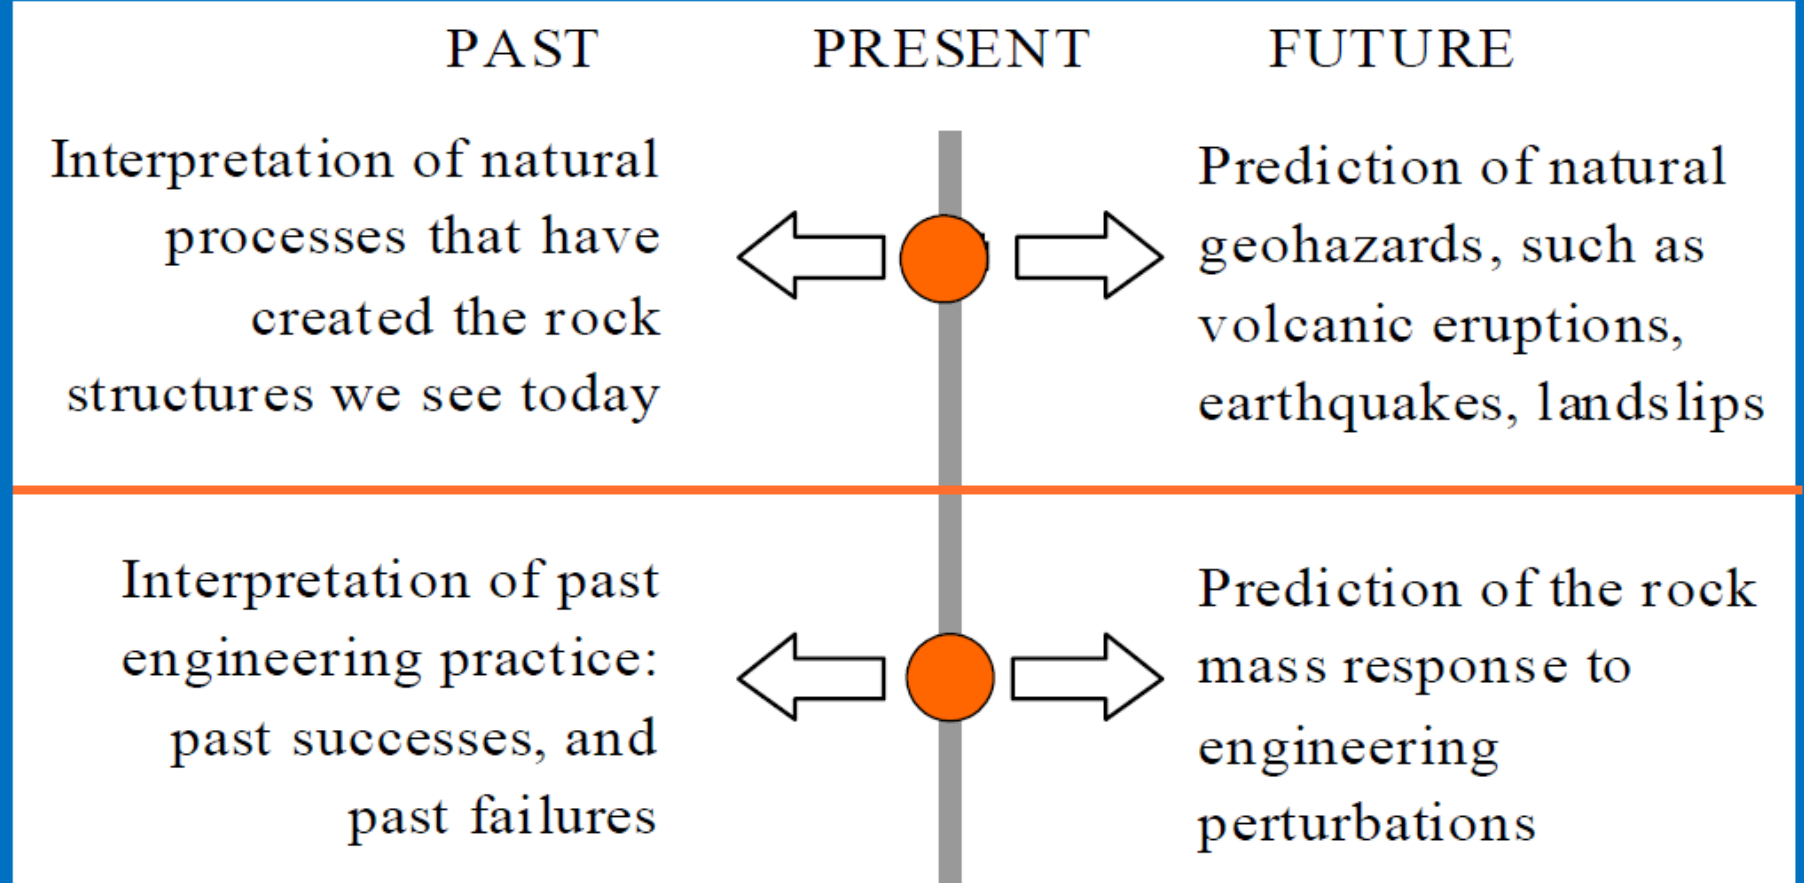 PAST
PRESENT
FUTURE
Interpretation of natural
processes that have
created the rock
structures we see today
Prediction of natural
geohazards, such as
volcanic eruptions,
earthquakes, landslips
Interpretation of past
engineering practice:
past successes, and
past failures
Prediction of the rock
mass response to
engineering
perturbations